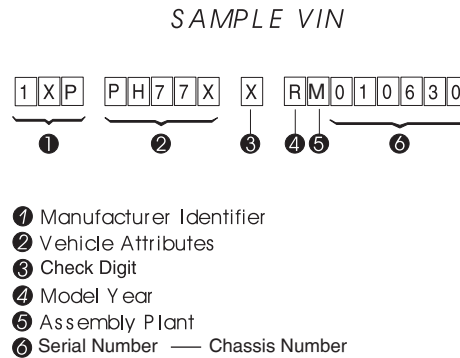 SAMPLE VIN
1XP PH77X X RM010630
1 2 3 4 5 6
1 Manufacturer Identifier
2 Vehicle Attributes
3 Check Digit
4 Model Year
5 Assembly Plant
6 Serial Number — Chassis Number